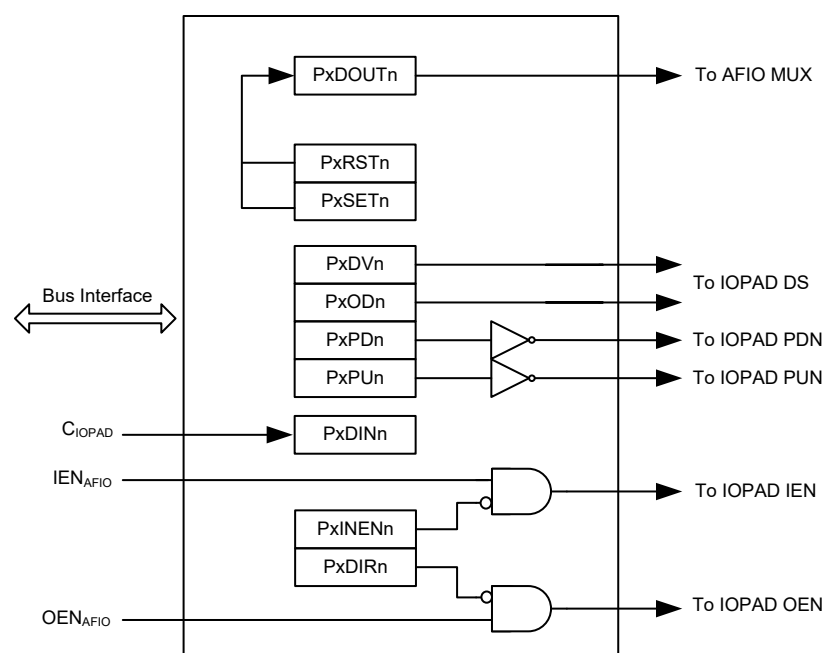 PxDOUTn
To AFIO MUX
PxRSTn
PxSETn
PxDVn
To IOPAD DS
Bus Interface
PxODn
PxPDn
To IOPAD PDN
PxPUn
To IOPAD PUN
CIOPAD
PxDINn
IENAFIO
To IOPAD IEN
PxINENn
PxDIRn
OENAFIO
To IOPAD OEN